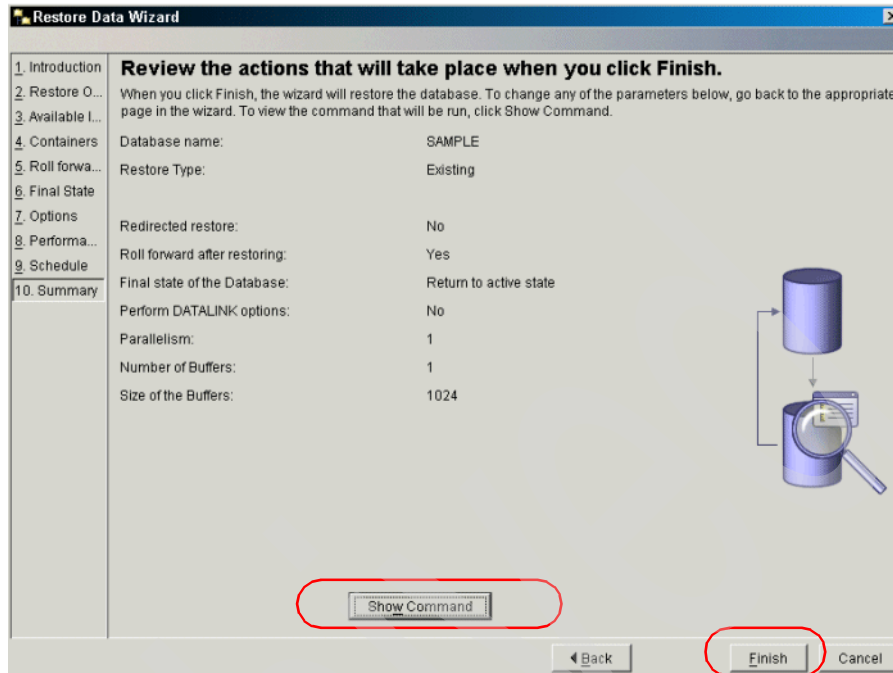 Restore Data Wizard
1. Introduction
2. Restore O...
3. Available I...
4. Containers
5. Roll forwa...
6. Final State
7. Options
8. Performa...
9. Schedule
10. Summary
Review the actions that will take place when you click Finish.
When you click Finish, the wizard will restore the database. To change any of the parameters below, go back to the appropriate
page in the wizard. To view the command that will be run, click Show Command.
Database name: SAMPLE
Restore Type: Existing
Redirected restore: No
Roll forward after restoring: Yes
Final state of the Database: Return to active state
Perform DATALINK options: No
Parallelism: 1
Number of Buffers: 1
Size of the Buffers: 1024
Show Command
Back Finish Cancel